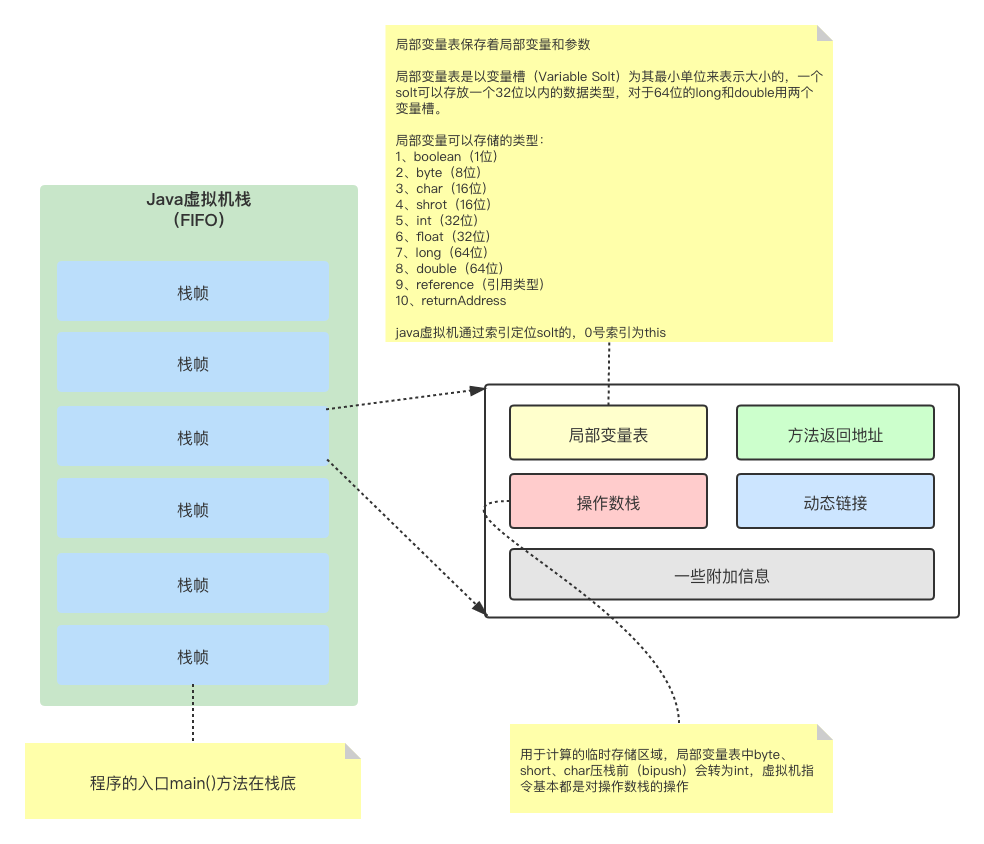 局部变量表保存着局部变量和参数
局部变量表是以变量槽（Variable Solt）为其最小单位来表示大小的，一个
solt可以存放一个32位以内的数据类型，对于64位的long和double用两个
变量槽。
局部变量可以存储的类型：
1、boolean（1位）
2、byte（8位）
3、char（16位）
4、shrot（16位）
5、int（32位）
6、float（32位）
7、long（64位）
8、double（64位）
9、reference（引用类型）
10、returnAddress
java虚拟机通过索引定位solt的，0号索引为this
Java虚拟机栈
（FIFO）
栈帧
栈帧
栈帧
栈帧
栈帧
栈帧
局部变量表
方法返回地址
操作数栈
动态链接
一些附加信息
程序的入口main()方法在栈底
用于计算的临时存储区域，局部变量表中byte、
short、char压栈前（bipush）会转为int，虚拟机指
令基本都是对操作数栈的操作